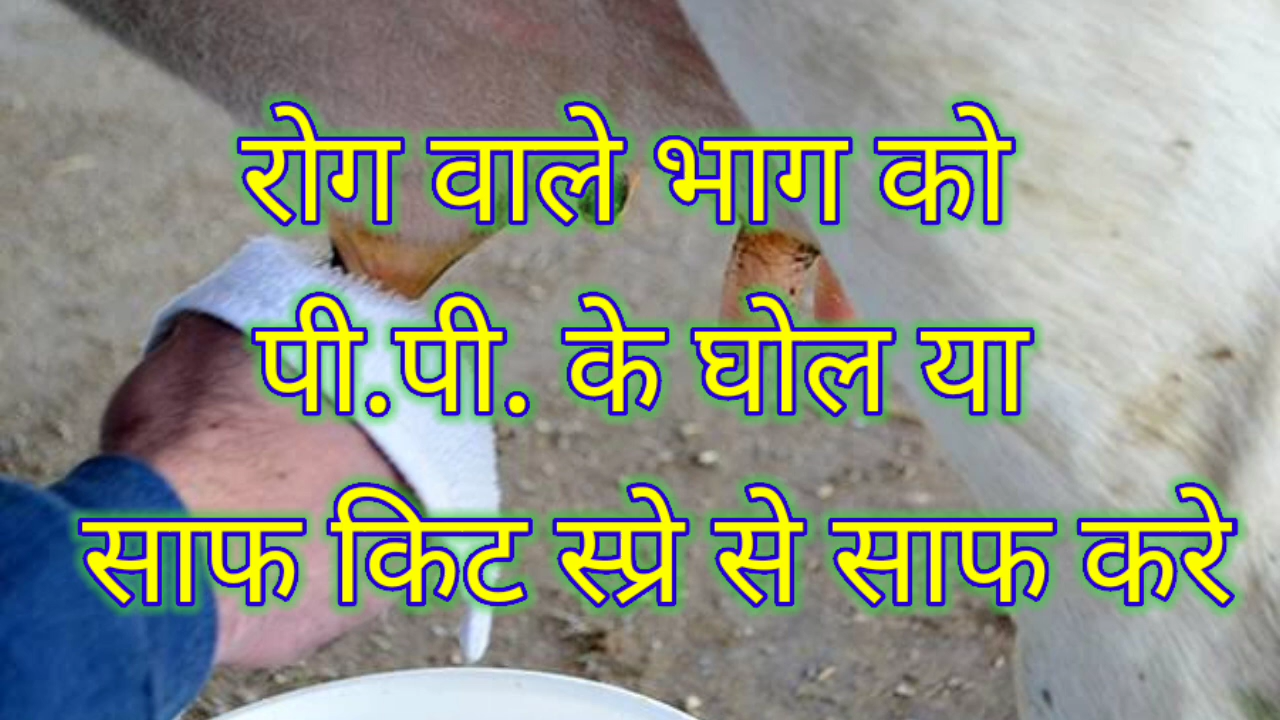 रोग वाले भाग को
पी.पी. के घोल या
साफ किट स्प्रे से साफ करे